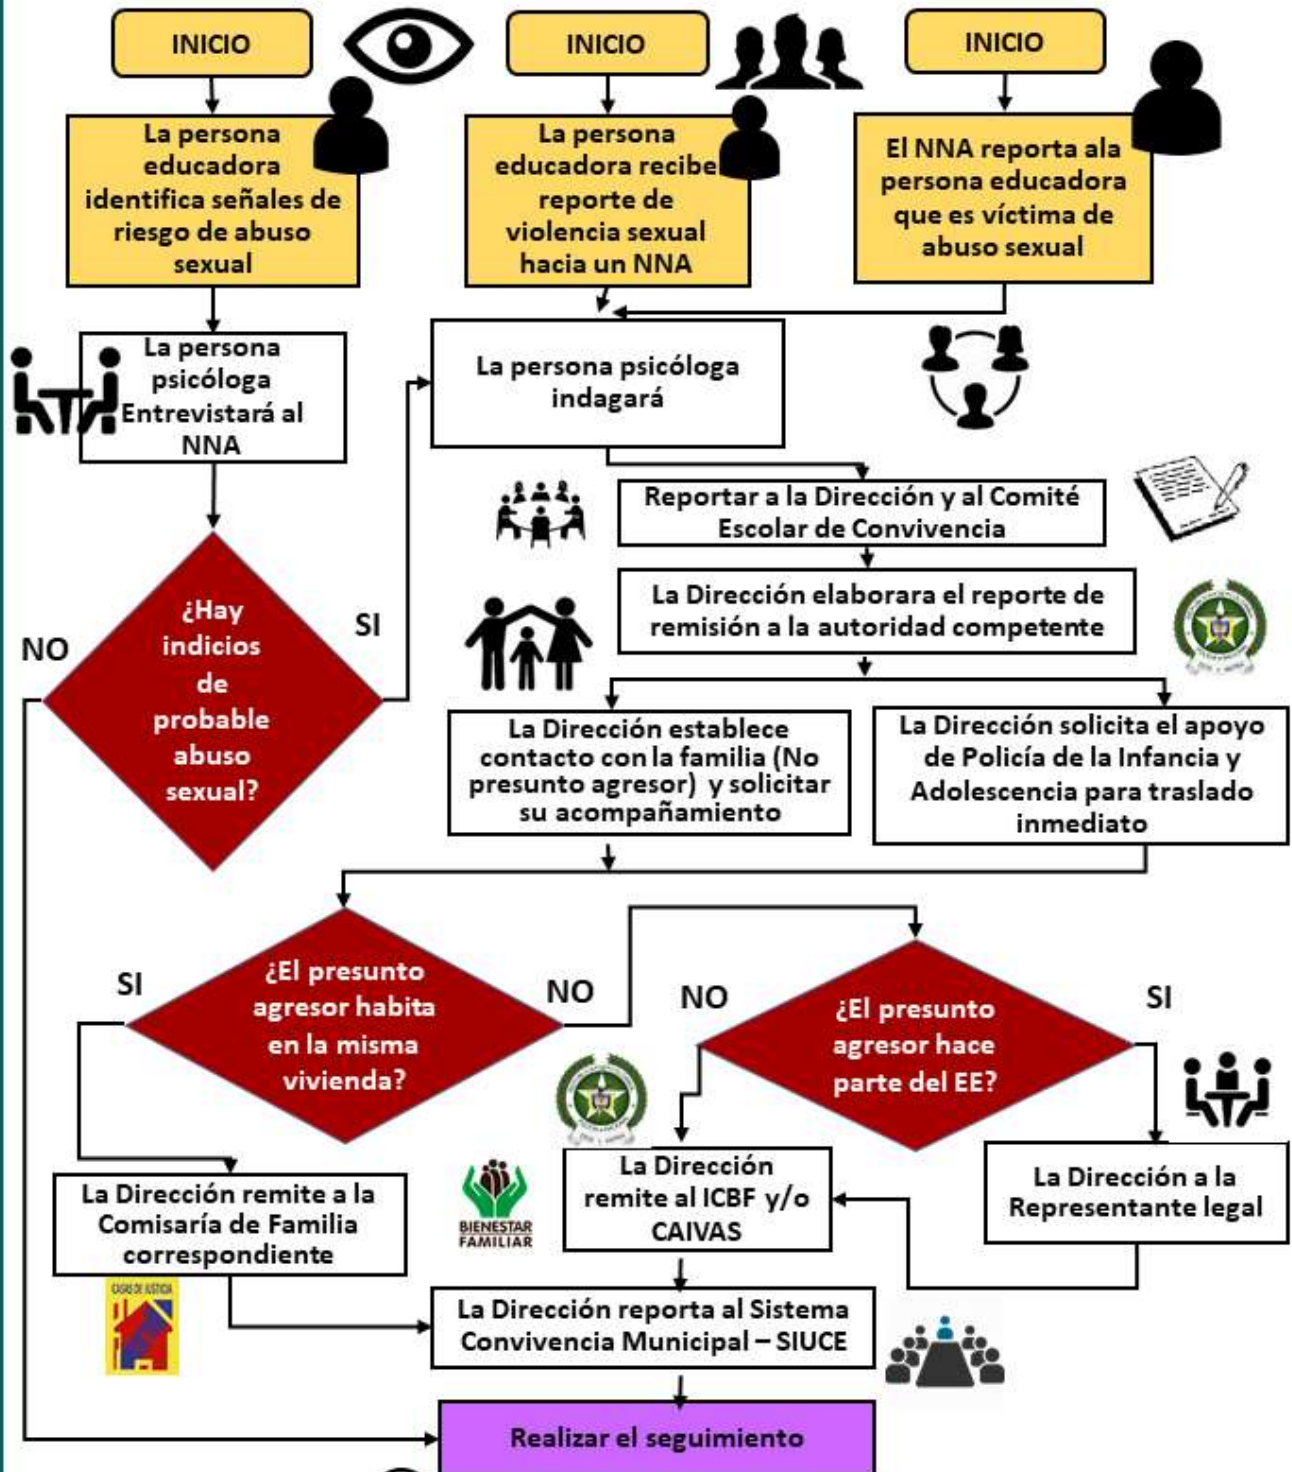 INICIO
INICIO
INICIO
La persona
educadora
identifica señales de
riesgo de abuso
sexual
La persona
educadora recibe
reporte de
violencia sexual
hacia un NNA
El NNA reporta ala
persona educadora
que es víctima de
abuso sexual
La persona
psicóloga
Entrevistará al
NNA
La persona psicóloga
indagará
Reportar a la Dirección y al Comité
Escolar de Convivencia
La Dirección elaborara el reporte de
remisión a la autoridad competente
¿Hay
indicios
de
probable
abuso
sexual?
NO
SI
La Dirección establece
contacto con la familia (No
presunto agresor) y solicitar
su acompañamiento
La Dirección solicita el apoyo
de Policía de la Infancia y
Adolescencia para traslado
inmediato
¿El presunto
agresor habita
en la misma
vivienda?
SI
NO
¿El presunto
agresor hace
parte del EE?
NO
SI
La Dirección remite a la
Comisaría de Familia
correspondiente
CASAS DE JUSTICIA
BIENESTAR
FAMILIAR
La Dirección
remite al ICBF y/o
CAIVAS
La Dirección a la
Representante legal
La Dirección reporta al Sistema
Convivencia Municipal – SIUCE
Realizar el seguimiento